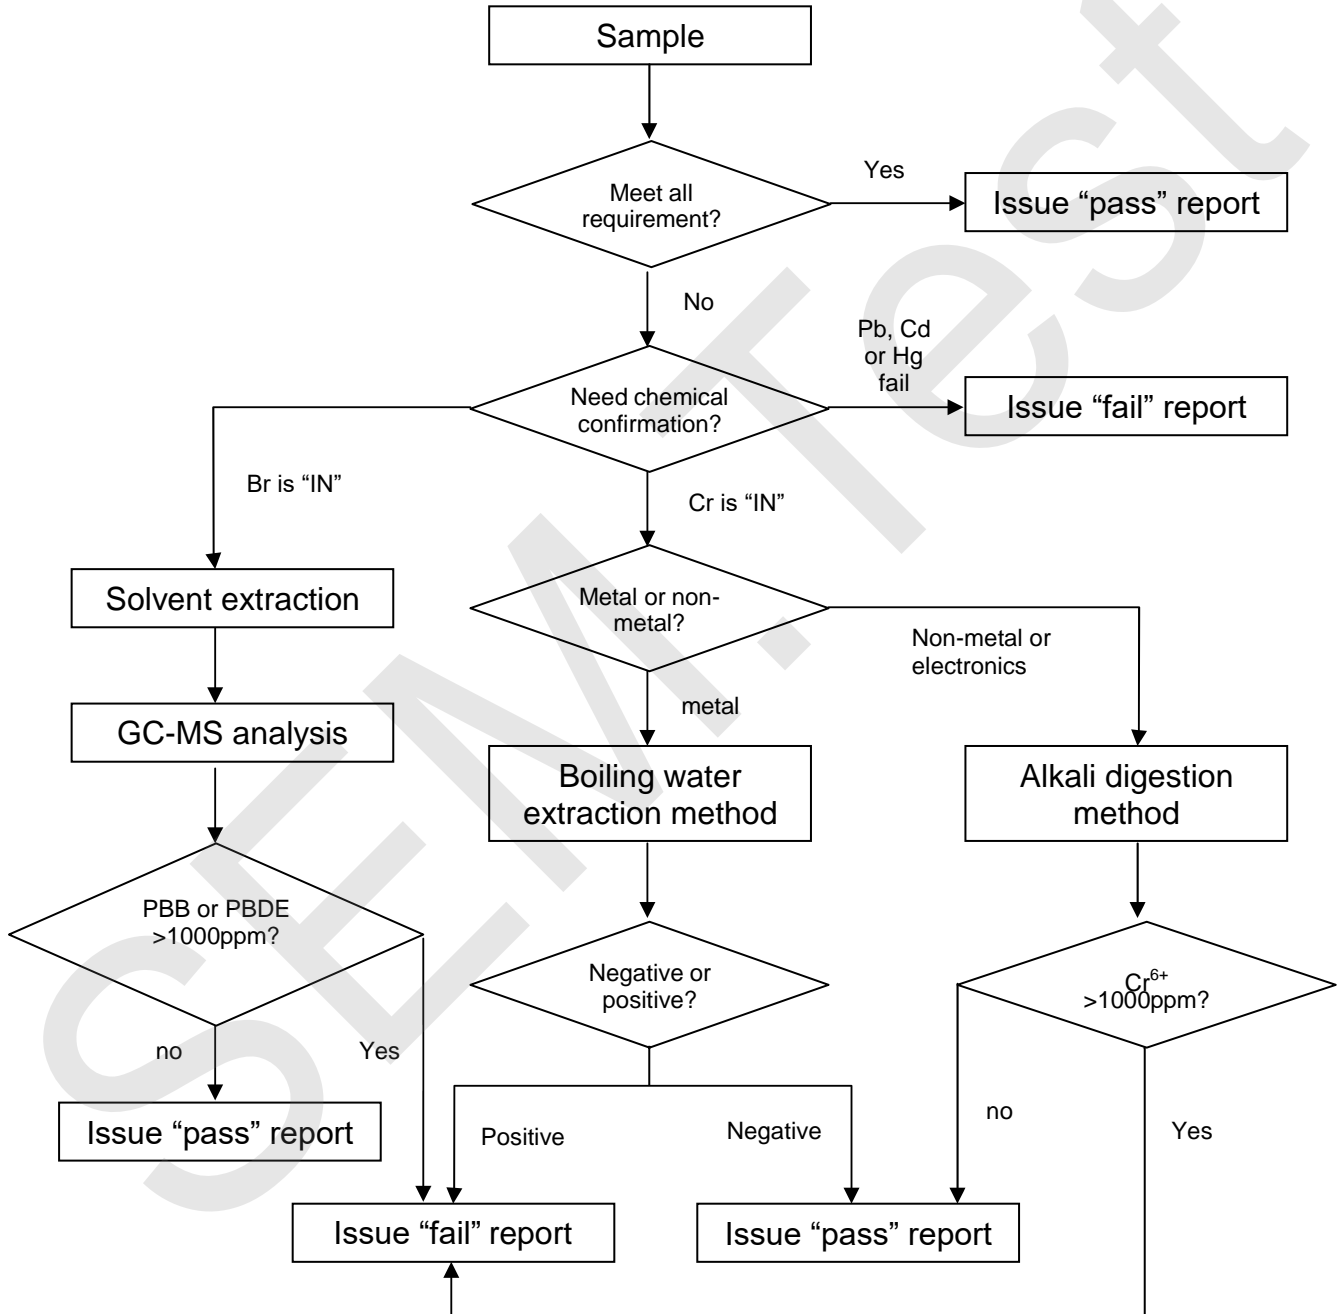 Sample
Meet all
requirement?
Yes
Issue “pass” report
No
Pb, Cd
or Hg
fail
Need chemical
confirmation?
Issue “fail” report
Br is “IN”
Cr is “IN”
Solvent extraction
Metal or non-
metal?
Non-metal or
electronics
GC-MS analysis
metal
Boiling water
extraction method
Alkali digestion
method
PBB or PBDE
>1000ppm?
Negative or
positive?
Cr⁶⁺
>1000ppm?
no
Yes
Issue “pass” report
Positive
Negative
no
Yes
Issue “fail” report
Issue “pass” report
SEM.Test